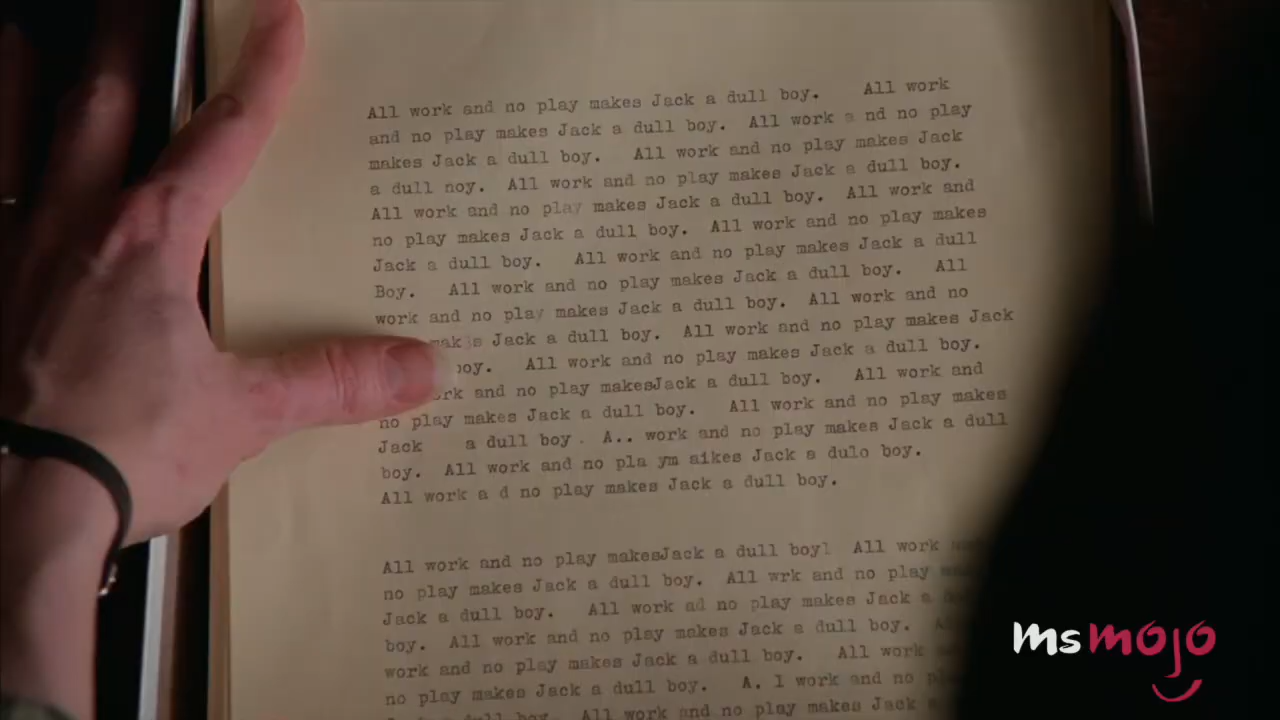 All work and no play makes Jack a dull boy. All work
and no play makes Jack a dull boy. All work a nd no play
makes Jack a dull boy. All work and no play makes Jack
a dull noy. All work and no play makes Jack a dull boy.
All work and no play makes Jack a dull boy. All work and
no play makes Jack a dull boy. All work and no play makes
Jack a dull boy. All work and no play makes Jack a dull
Boy. All work and no play makes Jack a dull boy. All
work and no play makes Jack a dull boy. All work and no
Jack a dull boy. All work and no play makes Jack
boy. All work and no play makes Jack a dull boy.
and no play makesJack a dull boy. All work and
no play makes Jack a dull boy. All work and no play makes
Jack a dull boy . A.. work and no play makes Jack a dull
boy. All work and no pla ym aikes Jack a dulo boy.
All work a d no play makes Jack a dull boy.
All work and no play makesJack a dull boyl All work
no play makes Jack a dull boy. All wrk and no play
Jack a dull boy. All work ad no play makes Jack a
boy. All work and no play makes Jack a dull boy.
work and no play makes Jack a dull boy. All work
no play makes Jack a dull boy. A. l work and no
Jack a dull boy. All work and no play makes Jack
msmojo